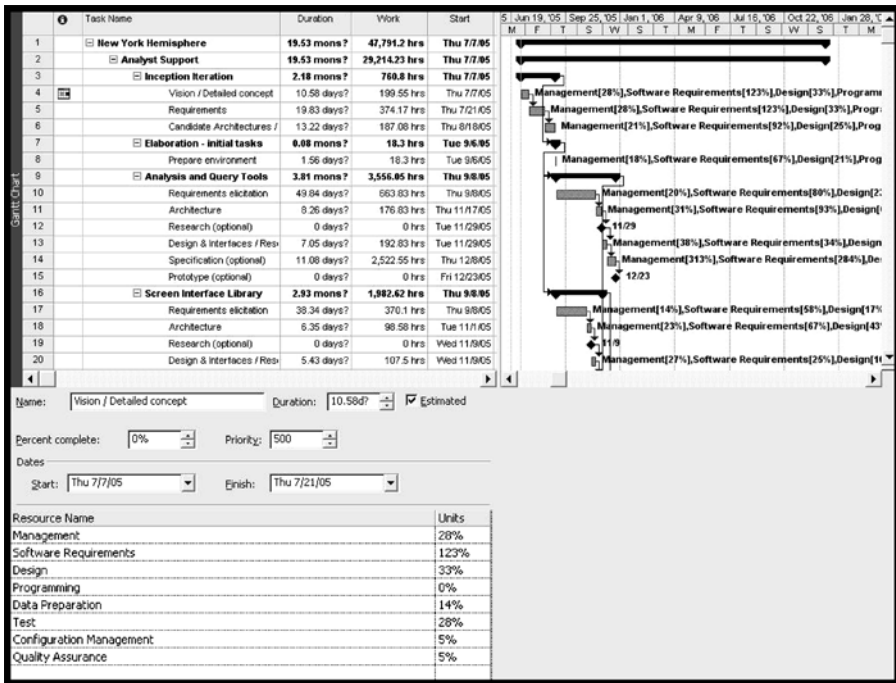 Task Name Duration Work Start 5 Jun 19, '05 Sep 25, '05 Jan 1, '06 Apr 9, '06 Jul 16, '06 Oct 22, '06 Jan 28, '0
M F T S W S T M F T S W S T M
1 New York Hemisphere 19.53 mons? 47,791.2 hrs Thu 7/7/05
2 Analyst Support 19.53 mons? 29,214.23 hrs Thu 7/7/05
3 Inception Iteration 2.18 mons? 760.8 hrs Thu 7/7/05
4 Vision / Detailed concept 10.58 days? 199.55 hrs Thu 7/7/05 Management[28%],Software Requirements[123%],Design[33%],Programm
5 Requirements 19.83 days? 374.17 hrs Thu 7/21/05 Management[28%],Software Requirements[123%],Design[33%],Progr
6 Candidate Architectures / 13.22 days? 187.08 hrs Thu 8/18/05 Management[21%],Software Requirements[92%],Design[25%],Prog
7 Elaboration - initial tasks 0.08 mons? 18.3 hrs Tue 9/6/05
8 Prepare environment 1.56 days? 18.3 hr Tue 9/6/05 Management[18%],Software Requirements[67%],Design[21%],Prog
9 Analysis and Query Tools 3.81 mons? 3,556.05 hrs Thu 9/8/05
10 Requirements elicitation 49.84 days? 663.83 hrs Thu 9/8/05 Management[20%],Software Requirements[80%],Design[2
11 Architecture 8.26 days? 176.83 hrs Thu 11/17/05 Management[31%],Software Requirements[93%],Design[
12 Research (optional) 0 days? 0 hrs Tue 11/29/05 11/29
13 Design & Interfaces / Res 7.05 days? 192.83 hrs Tue 11/29/05 Management[38%],Software Requirements[34%],Design
14 Specification (optional) 11.08 days? 2,522.55 hrs Thu 12/8/05 Management[313%],Software Requirements[284%],De
15 Prototype (optional) 0 days? 0 hrs Fri 12/23/05 12/23
16 Screen Interface Library 2.93 mons? 1,982.62 hrs Thu 9/8/05
17 Requirements elicitation 38.34 days? 370.1 hrs Thu 9/8/05 Management[14%],Software Requirements[58%],Design[17%
18 Architecture 6.35 days? 98.58 hrs Tue 11/1/05 Management[23%],Software Requirements[67%],Design[43
19 Research (optional) 0 days? 0 hrs Wed 11/9/05 11/9
20 Design & Interfaces / Res 5.43 days? 107.5 hrs Wed 11/9/05 Management[27%],Software Requirements[25%],Design[1
Gantt Chart
Name: Vision / Detailed concept Duration: 10.58d? Estimated
Percent complete: 0% Priority: 500
Dates
Start: Thu 7/7/05 Finish: Thu 7/21/05
Resource Name Units
Management 28%
Software Requirements 123%
Design 33%
Programming 0%
Data Preparation 14%
Test 28%
Configuration Management 5%
Quality Assurance 5%